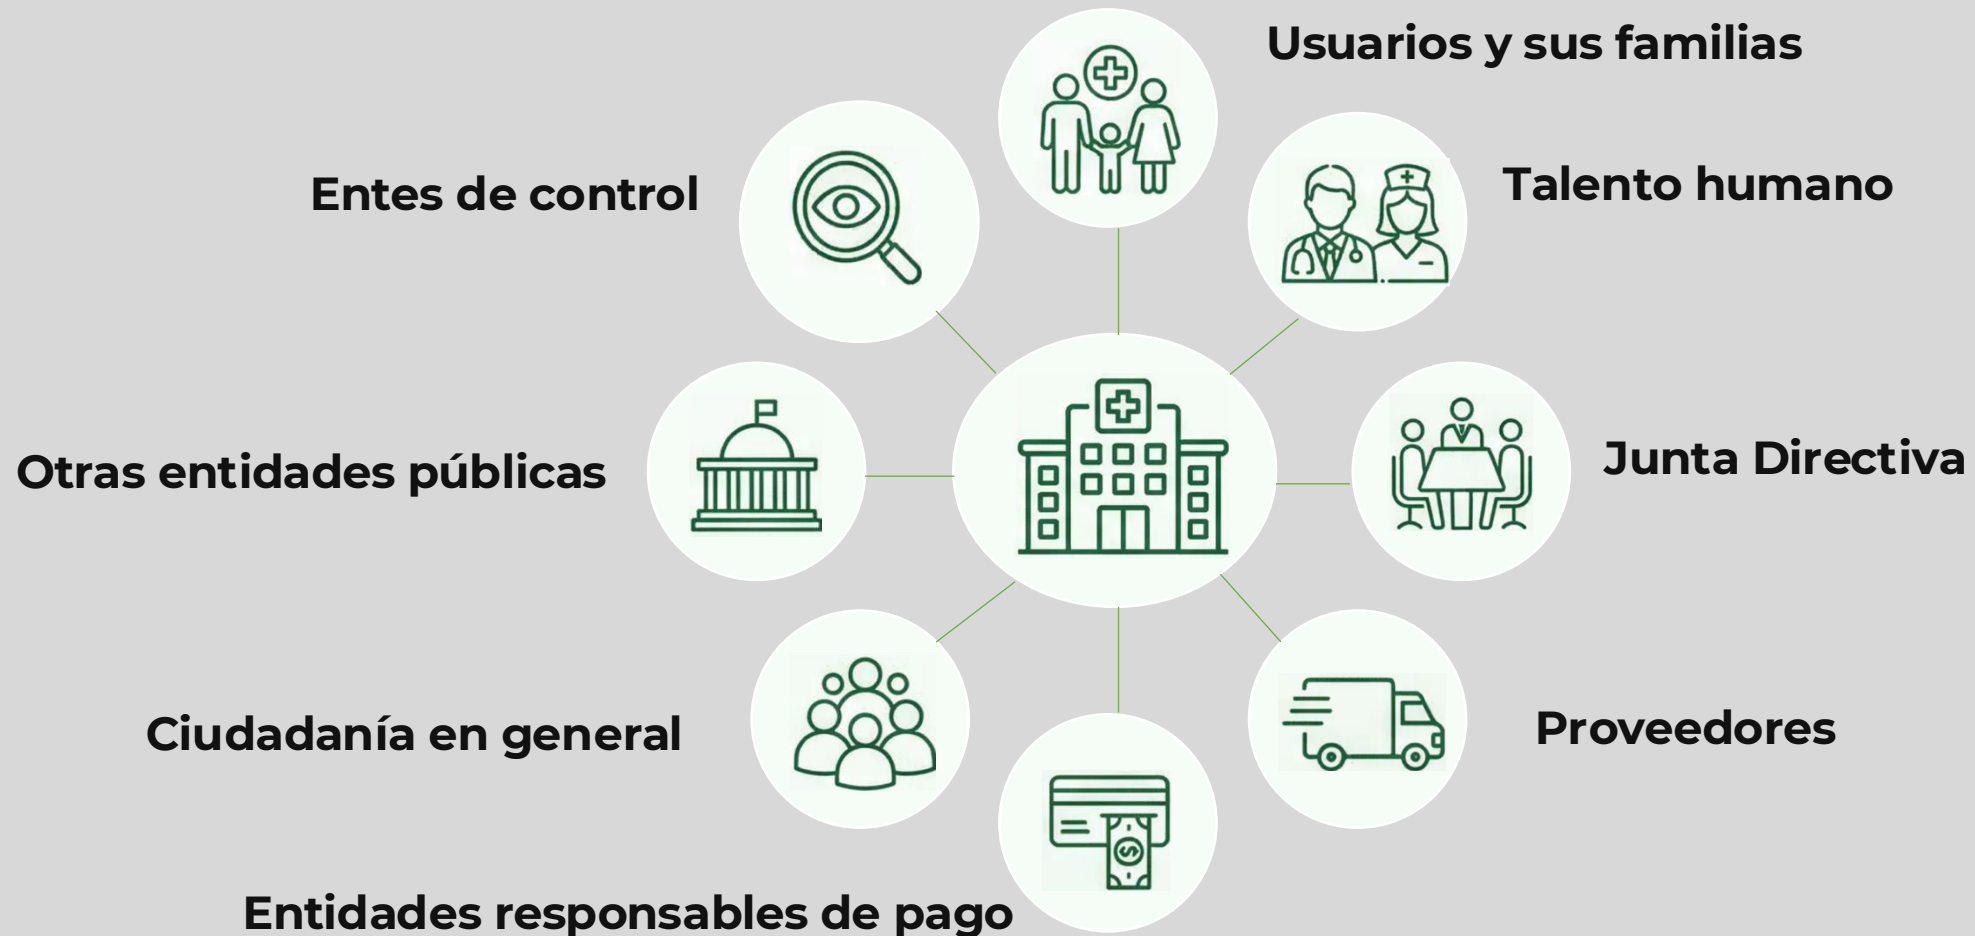 Usuarios y sus familias
Talento humano
Entes de control
Junta Directiva
Otras entidades públicas
Proveedores
Ciudadanía en general
Entidades responsables de pago